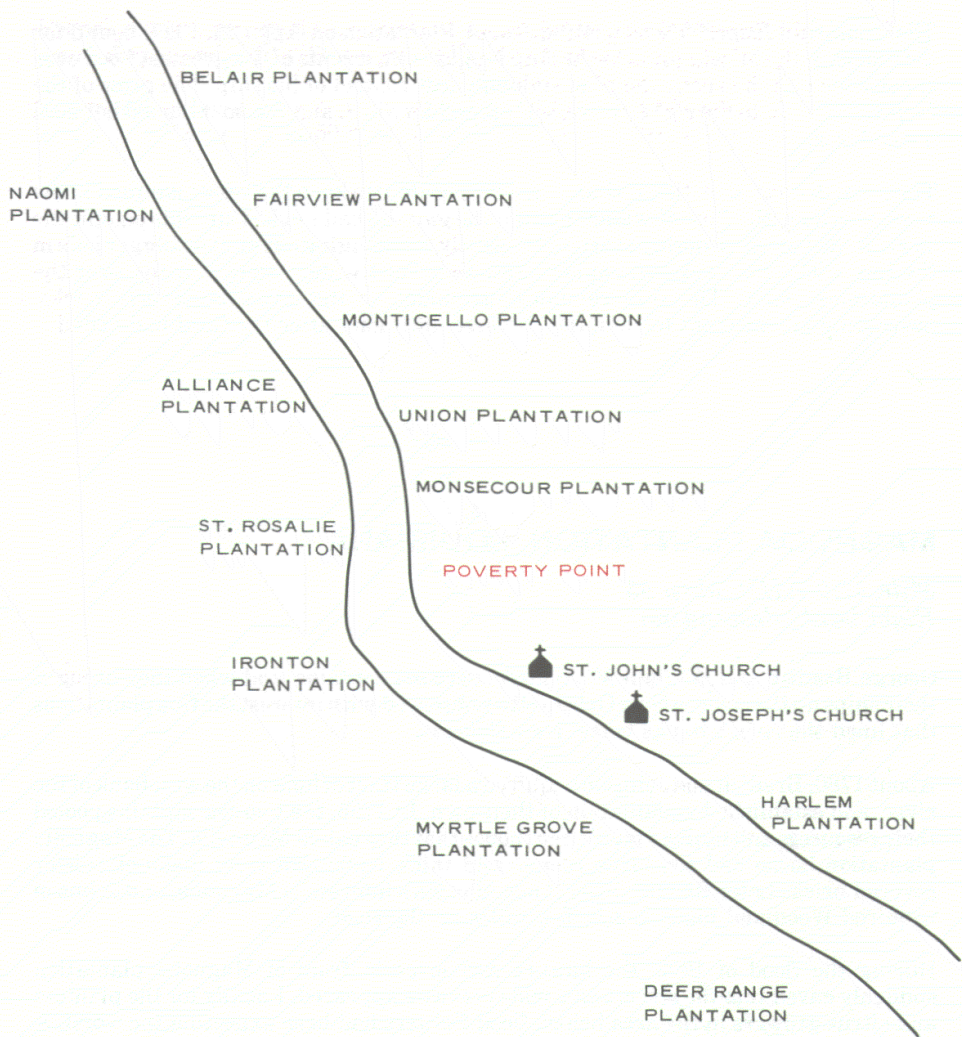 BELAIR PLANTATION
NAOMI
PLANTATION
FAIRVIEW PLANTATION
MONTICELLO PLANTATION
ALLIANCE
PLANTATION
UNION PLANTATION
MONSECOUR PLANTATION
ST. ROSALIE
PLANTATION
POVERTY POINT
IRONTON
PLANTATION
ST. JOHN'S CHURCH
ST. JOSEPH'S CHURCH
HARLEM
PLANTATION
MYRTLE GROVE
PLANTATION
DEER RANGE
PLANTATION